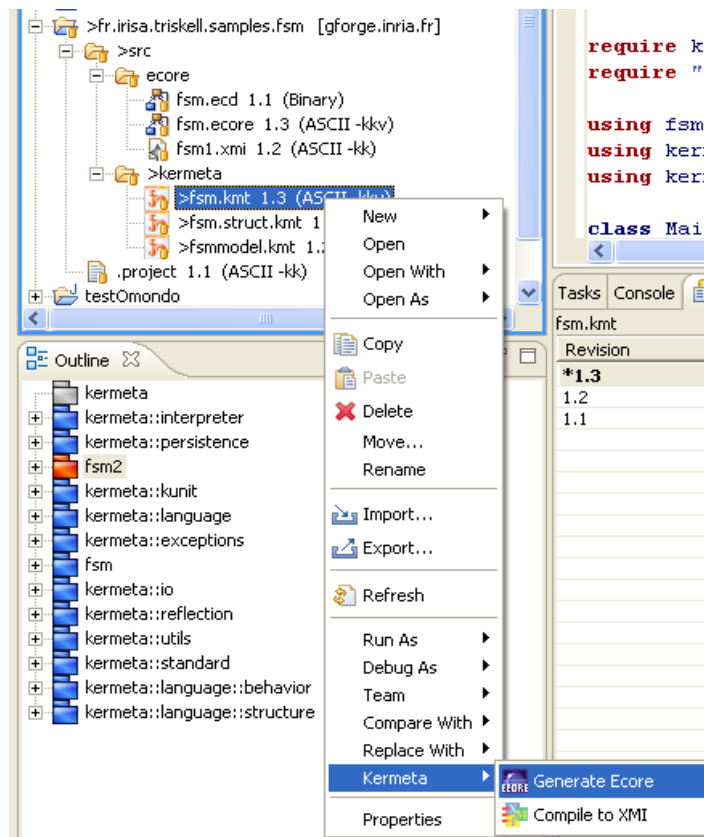 >fr.irisa.triskell.samples.fsm [gforge.inria.fr]
>src
ecore
fsm.ecd 1.1 (Binary)
fsm.ecore 1.3 (ASCII -kkv)
fsm1.xmi 1.2 (ASCII -kk)
>kermeta
>fsm.kmt 1.3 (ASCII -kkv)
>fsm.struct.kmt 1
>fsmmodel.kmt 1.
.project 1.1 (ASCII -kk)
testOmondo
require k
require "
using fsm
using ker
using ker
class Mai
Tasks Console
fsm.kmt
Revision
*1.3
1.2
1.1
Outline
kermeta
kermeta::interpreter
kermeta::persistence
fsm2
kermeta::kunit
kermeta::language
kermeta::exceptions
fsm
kermeta::io
kermeta::reflection
kermeta::utils
kermeta::standard
kermeta::language::behavior
kermeta::language::structure
New
Open
Open With
Open As
Copy
Paste
Delete
Move...
Rename
Import...
Export...
Refresh
Run As
Debug As
Team
Compare With
Replace With
Kermeta
Properties
ECORE Generate Ecore
Compile to XMI